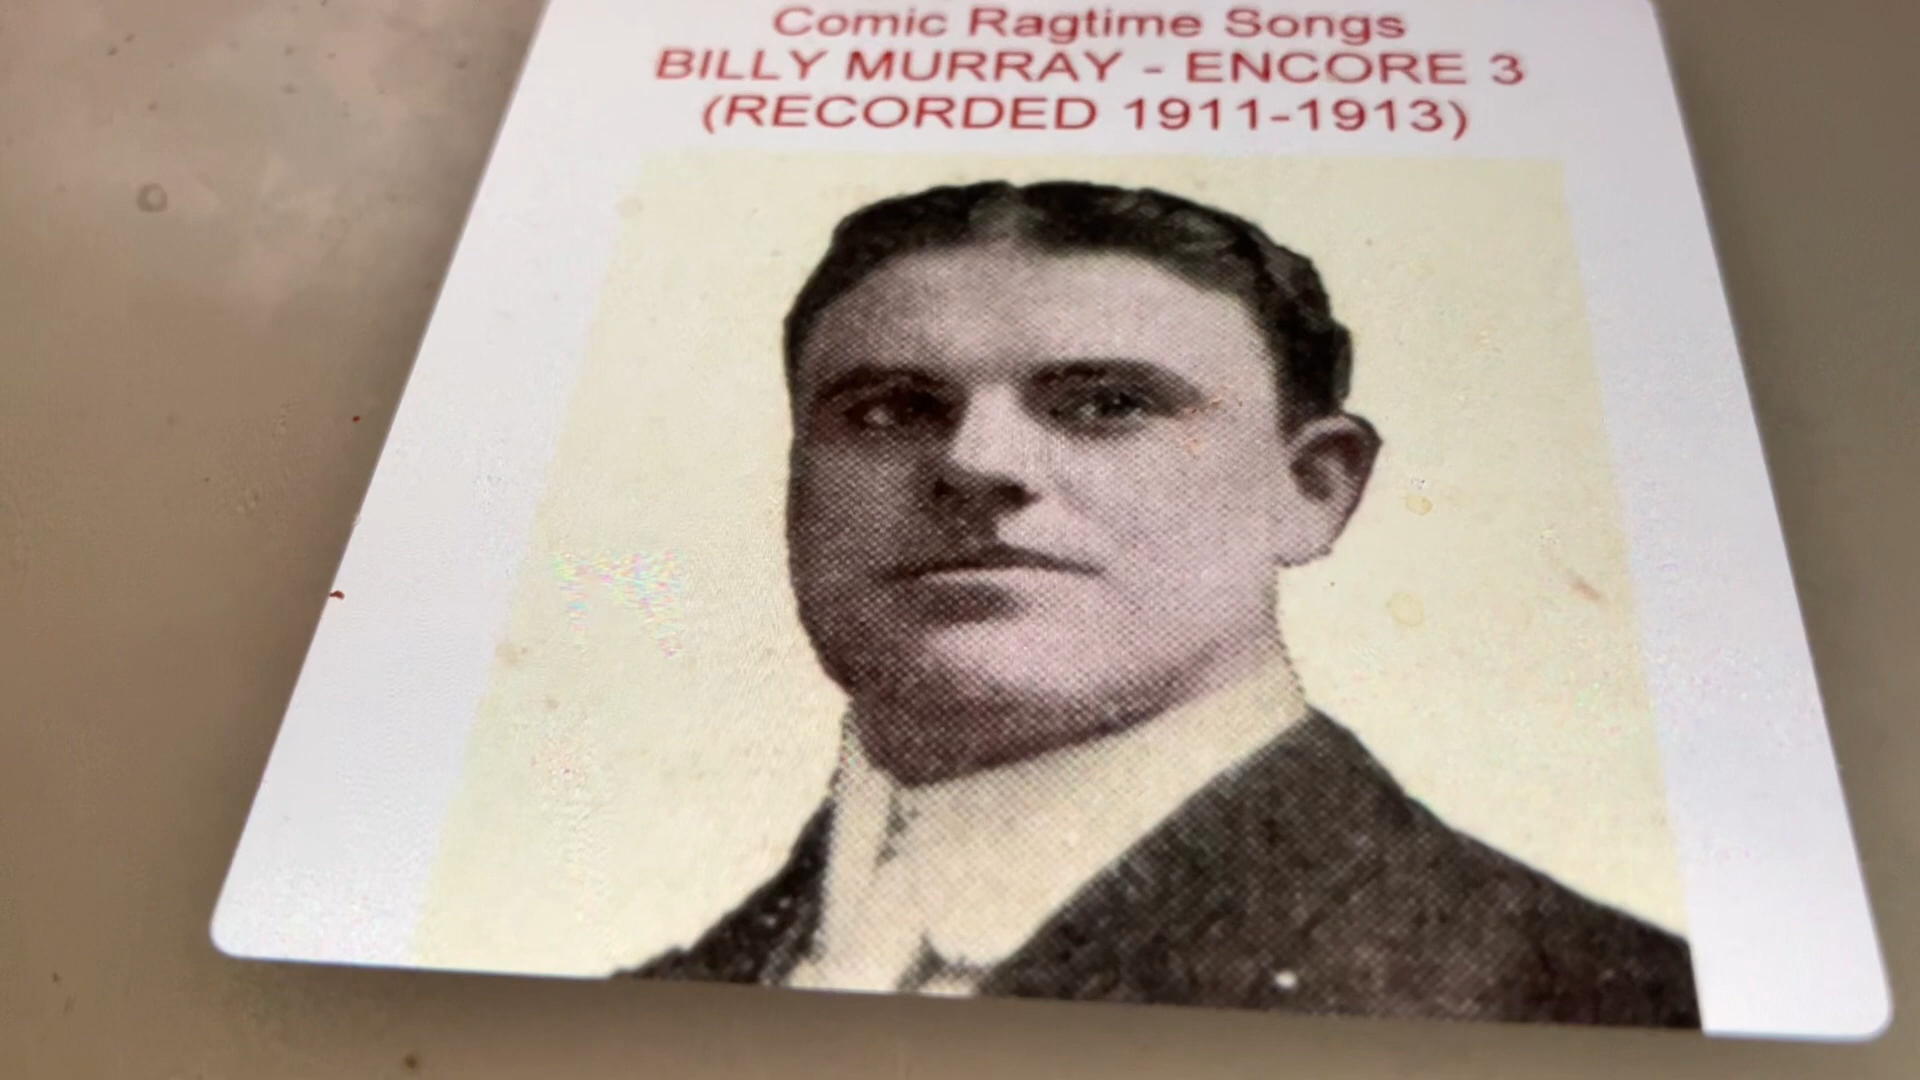 Comic Ragtime Songs
BILLY MURRAY - ENCORE 3
(RECORDED 1911-1913)